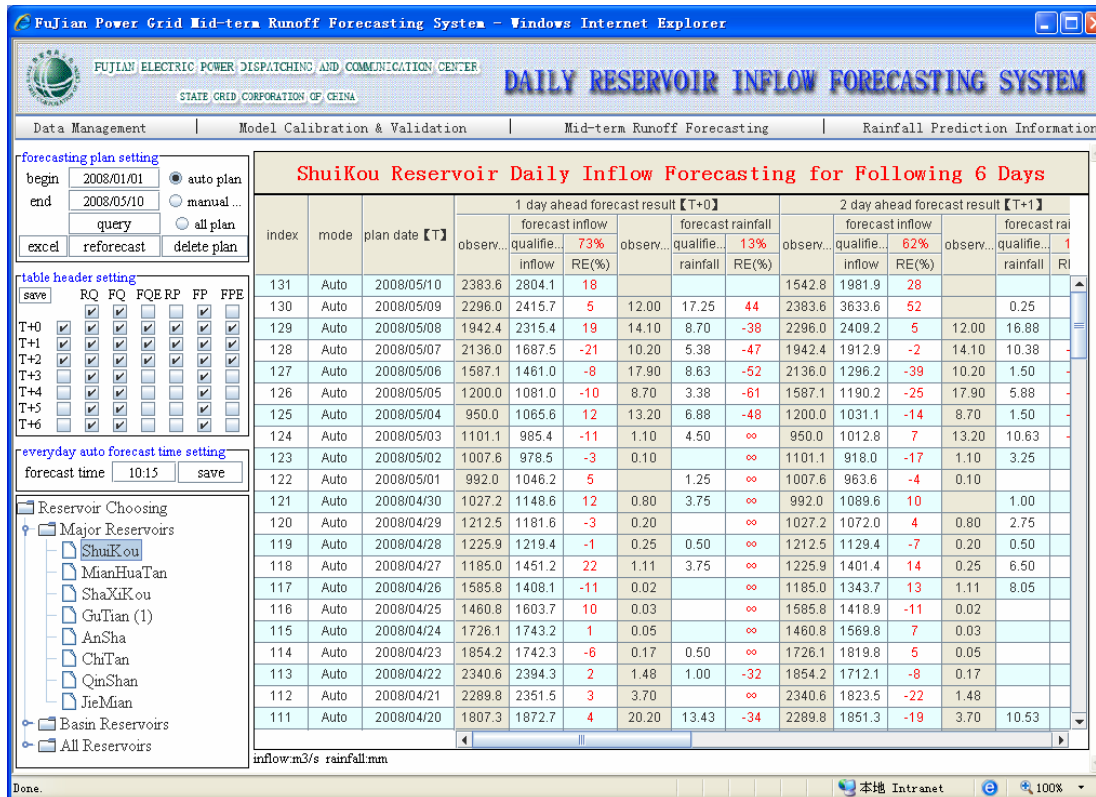 FuJian Power Grid Mid-term Runoff Forecasting System - Windows Internet Explorer
FUJIAN ELECTRIC POWER DISPATCHING AND COMMUNICATION CENTER
STATE GRID CORPORATION OF CHINA
DAILY RESERVOIR INFLOW FORECASTING SYSTEM
Data Management | Model Calibration & Validation | Mid-term Runoff Forecasting | Rainfall Prediction Information
forecasting plan setting
begin 2008/01/01 auto plan
end 2008/05/10 manual ...
query all plan
excel reforecast delete plan
table header setting
save RQ FQ FQE RP FP FPE
T+0
T+1
T+2
T+3
T+4
T+5
T+6
everyday auto forecast time setting
forecast time 10:15 save
Reservoir Choosing
Major Reservoirs
ShuiKou
MianHuaTan
ShaXiKou
GuTian (1)
AnSha
ChiTan
QinShan
JieMian
Basin Reservoirs
All Reservoirs
ShuiKou Reservoir Daily Inflow Forecasting for Following 6 Days
1 day ahead forecast result【T+0】 2 day ahead forecast result【T+1】
forecast inflow forecast rainfall forecast inflow forecast rai
index mode plan date【T】 observ... qualifie... 73% observ... qualifie... 13% observ... qualifie... 62% observ... qualifie... 1
inflow RE(%) rainfall RE(%) inflow RE(%) rainfall RI
131 Auto 2008/05/10 2383.6 2804.1 18 1542.8 1981.9 28
130 Auto 2008/05/09 2296.0 2415.7 5 12.00 17.25 44 2383.6 3633.6 52 0.25
129 Auto 2008/05/08 1942.4 2315.4 19 14.10 8.70 -38 2296.0 2409.2 5 12.00 16.88
128 Auto 2008/05/07 2136.0 1687.5 -21 10.20 5.38 -47 1942.4 1912.9 -2 14.10 10.38 -
127 Auto 2008/05/06 1587.1 1461.0 -8 17.90 8.63 -52 2136.0 1296.2 -39 10.20 1.50 -
126 Auto 2008/05/05 1200.0 1081.0 -10 8.70 3.38 -61 1587.1 1190.2 -25 17.90 5.88 -
125 Auto 2008/05/04 950.0 1065.6 12 13.20 6.88 -48 1200.0 1031.1 -14 8.70 1.50 -
124 Auto 2008/05/03 1101.1 985.4 -11 1.10 4.50 ∞ 950.0 1012.8 7 13.20 10.63 -
123 Auto 2008/05/02 1007.6 978.5 -3 0.10 ∞ 1101.1 918.0 -17 1.10 3.25
122 Auto 2008/05/01 992.0 1046.2 5 1.25 ∞ 1007.6 963.6 -4 0.10
121 Auto 2008/04/30 1027.2 1148.6 12 0.80 3.75 ∞ 992.0 1089.6 10 1.00
120 Auto 2008/04/29 1212.5 1181.6 -3 0.20 ∞ 1027.2 1072.0 4 0.80 2.75
119 Auto 2008/04/28 1225.9 1219.4 -1 0.25 0.50 ∞ 1212.5 1129.4 -7 0.20 0.50
118 Auto 2008/04/27 1185.0 1451.2 22 1.11 3.75 ∞ 1225.9 1401.4 14 0.25 6.50
117 Auto 2008/04/26 1585.8 1408.1 -11 0.02 ∞ 1185.0 1343.7 13 1.11 8.05
116 Auto 2008/04/25 1460.8 1603.7 10 0.03 ∞ 1585.8 1418.9 -11 0.02
115 Auto 2008/04/24 1726.1 1743.2 1 0.05 ∞ 1460.8 1569.8 7 0.03
114 Auto 2008/04/23 1854.2 1742.3 -6 0.17 0.50 ∞ 1726.1 1819.8 5 0.05
113 Auto 2008/04/22 2340.6 2394.3 2 1.48 1.00 -32 1854.2 1712.1 -8 0.17
112 Auto 2008/04/21 2289.8 2351.5 3 3.70 ∞ 2340.6 1823.5 -22 1.48
111 Auto 2008/04/20 1807.3 1872.7 4 20.20 13.43 -34 2289.8 1851.3 -19 3.70 10.53
inflow:m3/s rainfall:mm
Done. 本地 Intranet 100%